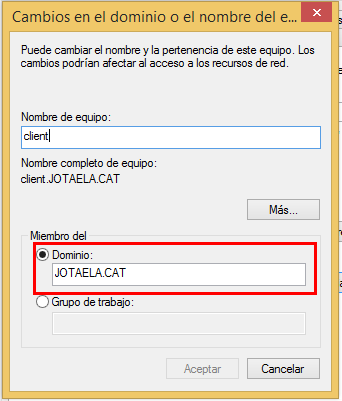 Cambios en el dominio o el nombre del e...
Puede cambiar el nombre y la pertenencia de este equipo. Los
cambios podrían afectar al acceso a los recursos de red.
Nombre de equipo:
client
Nombre completo de equipo:
client.JOTAELA.CAT
Más...
Miembro del
Dominio:
JOTAELA.CAT
Grupo de trabajo:
Aceptar
Cancelar